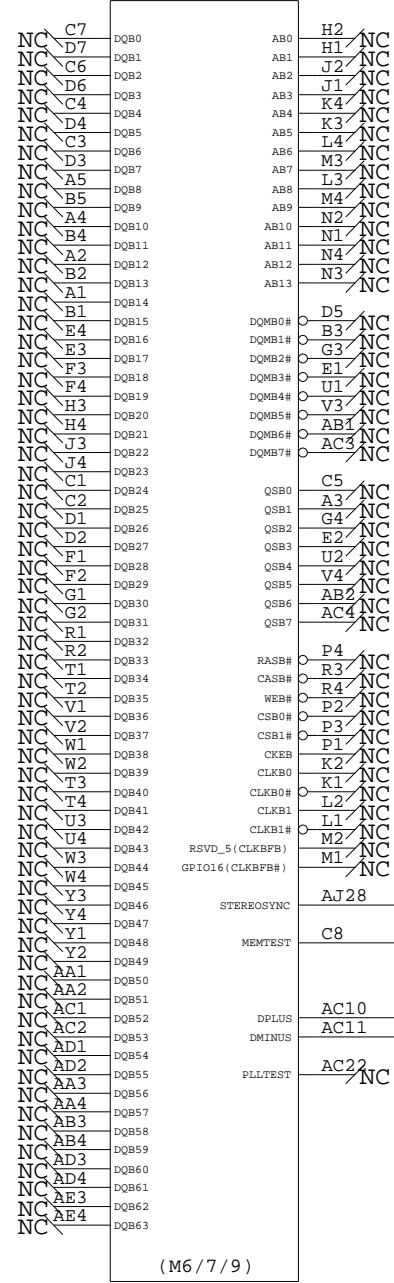 NC C7 DQB0 AB0 H2 NC
NC D7 DQB1 AB1 H1 NC
NC C6 DQB2 AB2 J2 NC
NC D6 DQB3 AB3 J1 NC
NC C4 DQB4 AB4 K4 NC
NC D4 DQB5 AB5 K3 NC
NC C3 DQB6 AB6 L4 NC
NC D3 DQB7 AB7 M3 NC
NC A5 DQB8 AB8 L3 NC
NC B5 DQB9 AB9 M4 NC
NC A4 DQB10 AB10 N2 NC
NC B4 DQB11 AB11 N1 NC
NC A2 DQB12 AB12 N4 NC
NC B2 DQB13 AB13 N3 NC
NC A1 DQB14
NC B1 DQB15 DQMB0# D5 NC
NC E4 DQB16 DQMB1# B3 NC
NC E3 DQB17 DQMB2# G3 NC
NC F3 DQB18 DQMB3# E1 NC
NC F4 DQB19 DQMB4# U1 NC
NC H3 DQB20 DQMB5# V3 NC
NC H4 DQB21 DQMB6# AB1 NC
NC J3 DQB22 DQMB7# AC3 NC
NC J4 DQB23
NC C1 DQB24 QSB0 C5 NC
NC C2 DQB25 QSB1 A3 NC
NC D1 DQB26 QSB2 G4 NC
NC D2 DQB27 QSB3 E2 NC
NC F1 DQB28 QSB4 U2 NC
NC F2 DQB29 QSB5 V4 NC
NC G1 DQB30 QSB6 AB2 NC
NC G2 DQB31 QSB7 AC4 NC
NC R1 DQB32
NC R2 DQB33 RASB# P4 NC
NC T1 DQB34 CASB# R3 NC
NC T2 DQB35 WEB# R4 NC
NC V1 DQB36 CSB0# P2 NC
NC V2 DQB37 CSB1# P3 NC
NC W1 DQB38 CKEB P1 NC
NC W2 DQB39 CLKB0 K2 NC
NC T3 DQB40 CLKB0# K1 NC
NC T4 DQB41 CLKB1 L2 NC
NC U3 DQB42 CLKB1# L1 NC
NC U4 DQB43 RSVD_5(CLKBFB) M2 NC
NC W3 DQB44 GPIO16(CLKBFB#) M1 NC
NC W4 DQB45
NC Y3 DQB46 STEREOSYNC AJ28
NC Y4 DQB47
NC Y1 DQB48 MEMTEST C8
NC Y2 DQB49
NC AA1 DQB50
NC AA2 DQB51
NC AC1 DQB52 DPLUS AC10
NC AC2 DQB53 DMINUS AC11
NC AD1 DQB54
NC AD2 DQB55 PLLTEST AC22 NC
NC AA3 DQB56
NC AA4 DQB57
NC AB3 DQB58
NC AB4 DQB59
NC AD3 DQB60
NC AD4 DQB61
NC AE3 DQB62
NC AE4 DQB63
(M6/7/9)